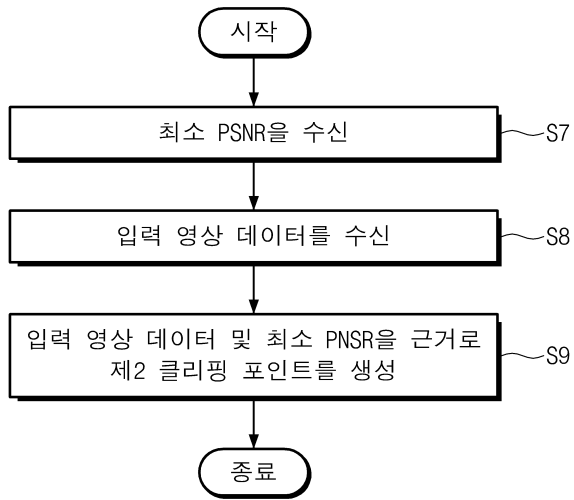 시작
최소 PSNR을 수신
S7
입력 영상 데이터를 수신
S8
입력 영상 데이터 및 최소 PNSR을 근거로
제2 클리핑 포인트를 생성
S9
종료